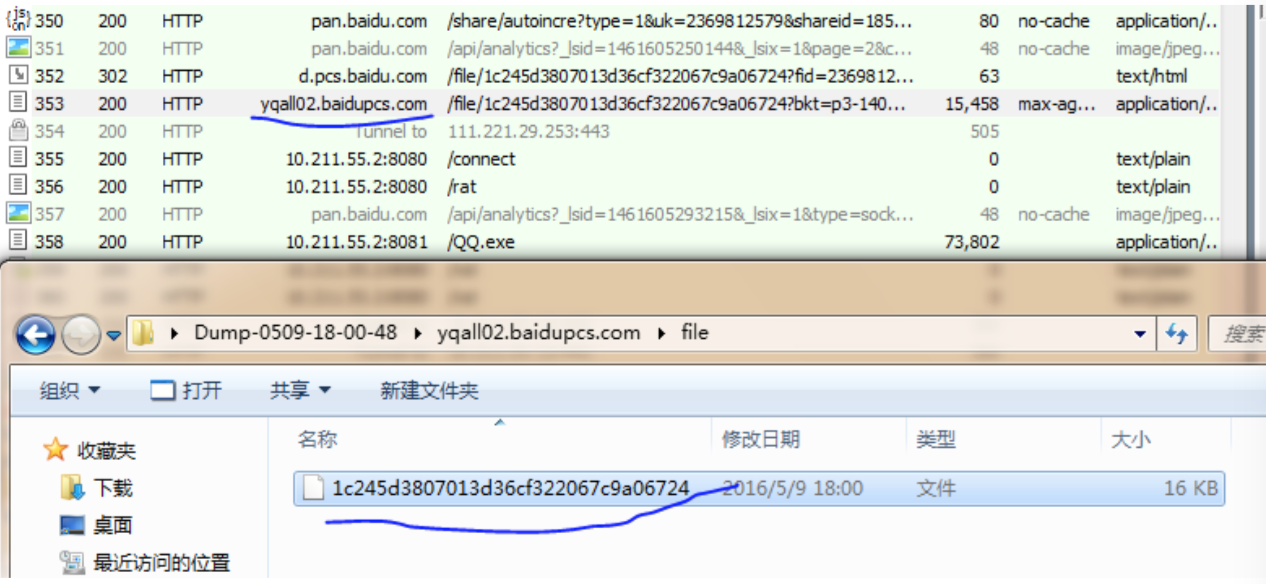 {js on} 350 200 HTTP pan.baidu.com /share/autoincre?type=1&uk=2369812579&shareid=185... 80 no-cache application/..
351 200 HTTP pan.baidu.com /api/analytics?_lsid=1461605250144&_lsix=1&page=2&c... 48 no-cache image/jpeg...
352 302 HTTP d.pcs.baidu.com /file/1c245d3807013d36cf322067c9a06724?fid=2369812... 63 text/html
353 200 HTTP yqall02.baidupcs.com /file/1c245d3807013d36cf322067c9a06724?bkt=p3-140... 15,458 max-ag... application/..
354 200 HTTP Tunnel to 111.221.29.253:443 505
355 200 HTTP 10.211.55.2:8080 /connect 0 text/plain
356 200 HTTP 10.211.55.2:8080 /rat 0 text/plain
357 200 HTTP pan.baidu.com /api/analytics?_lsid=1461605293215&_lsix=1&type=sock... 48 no-cache image/jpeg...
358 200 HTTP 10.211.55.2:8081 /QQ.exe 73,802 application/..
Dump-0509-18-00-48 yqall02.baidupcs.com file 搜索
组织 打开 共享 新建文件夹
名称 修改日期 类型 大小
收藏夹
1c245d3807013d36cf322067c9a06724 2016/5/9 18:00 文件 16 KB
下载
桌面
最近访问的位置